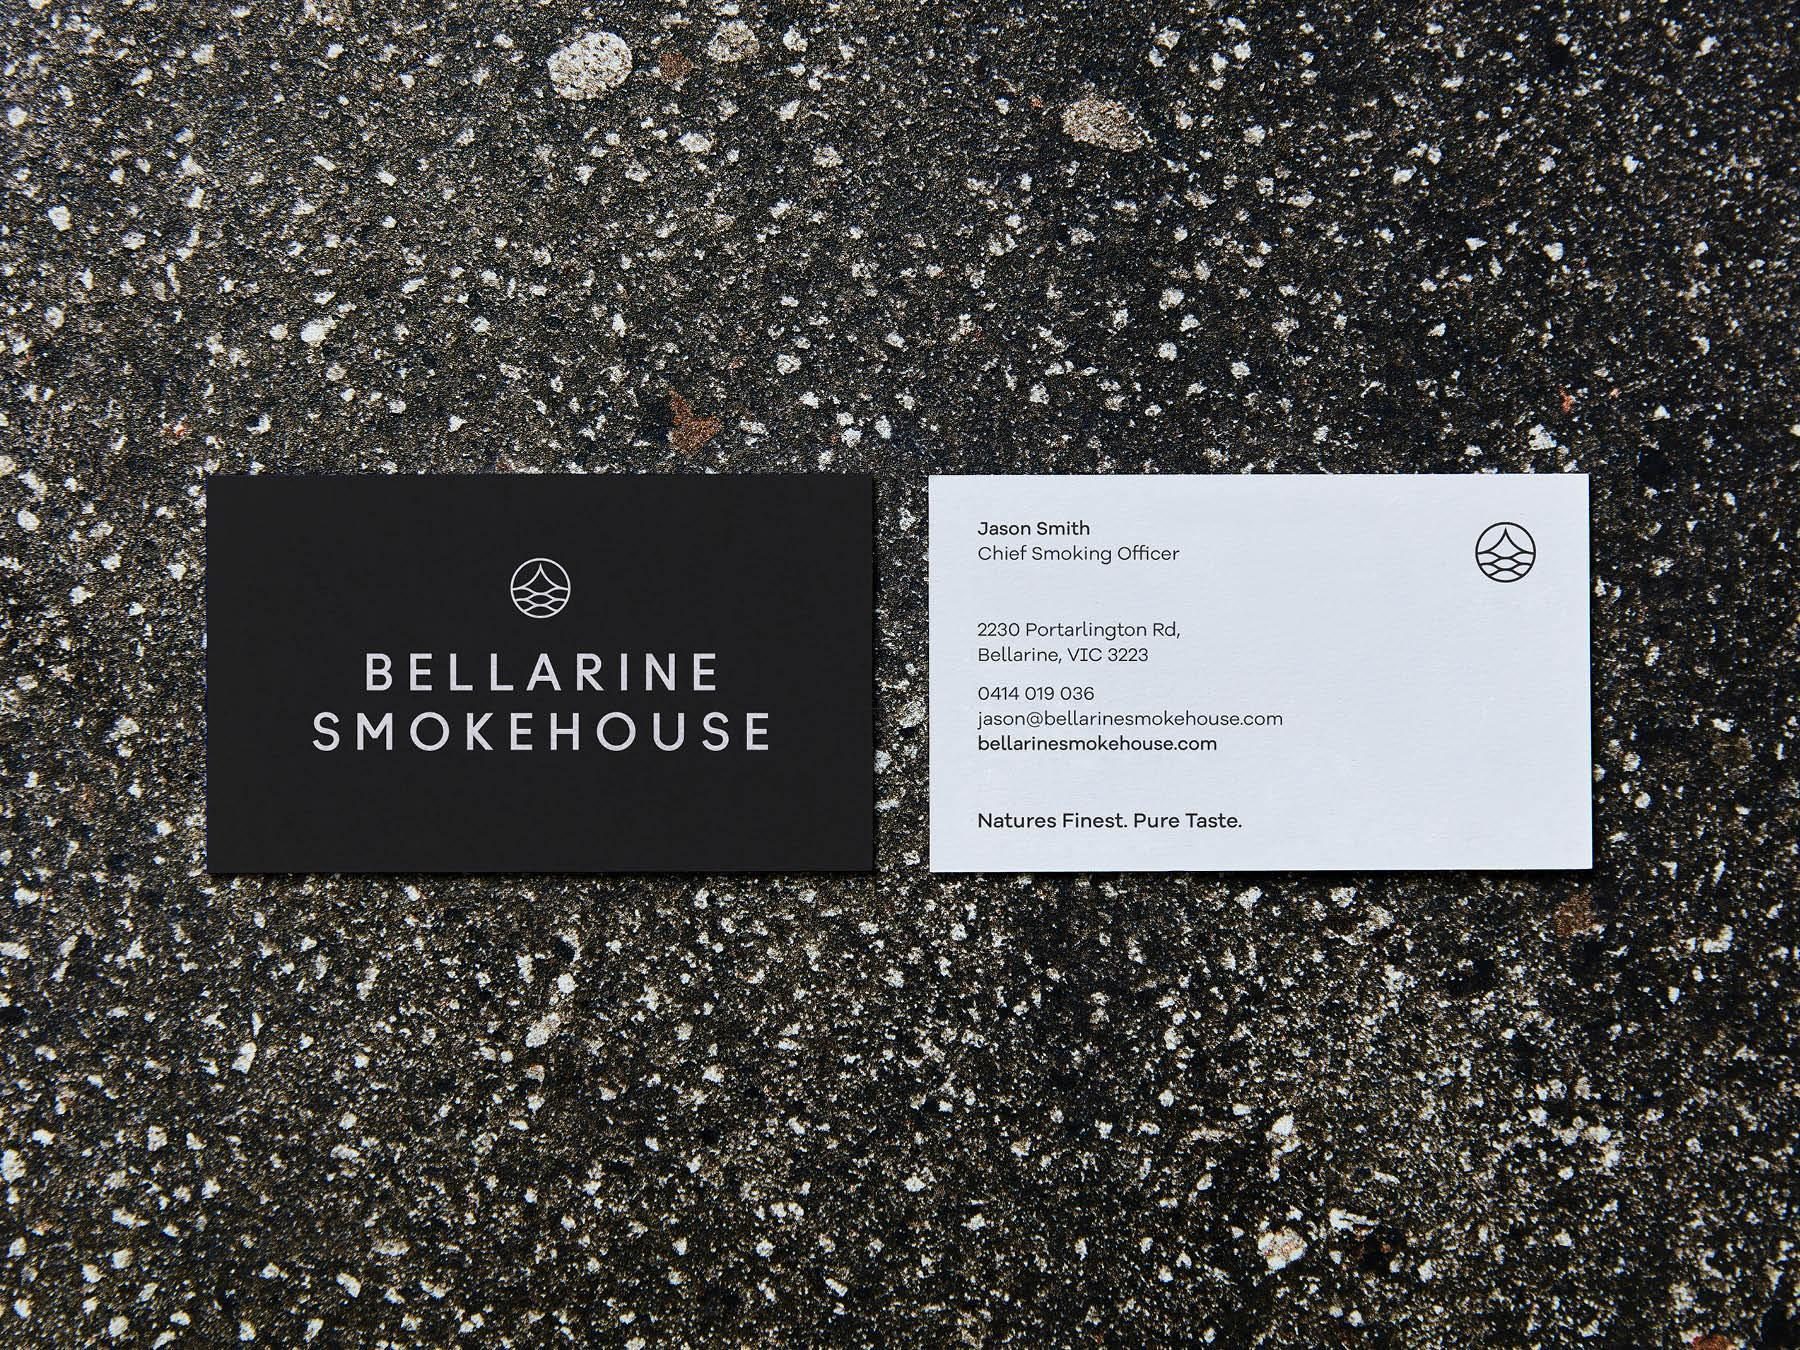 BELLARINE
SMOKEHOUSE
Jason Smith
Chief Smoking Officer
2230 Portarlington Rd,
Bellarine, VIC 3223
0414 019 036
jason@bellarinesmokehouse.com
bellarinesmokehouse.com
Natures Finest. Pure Taste.